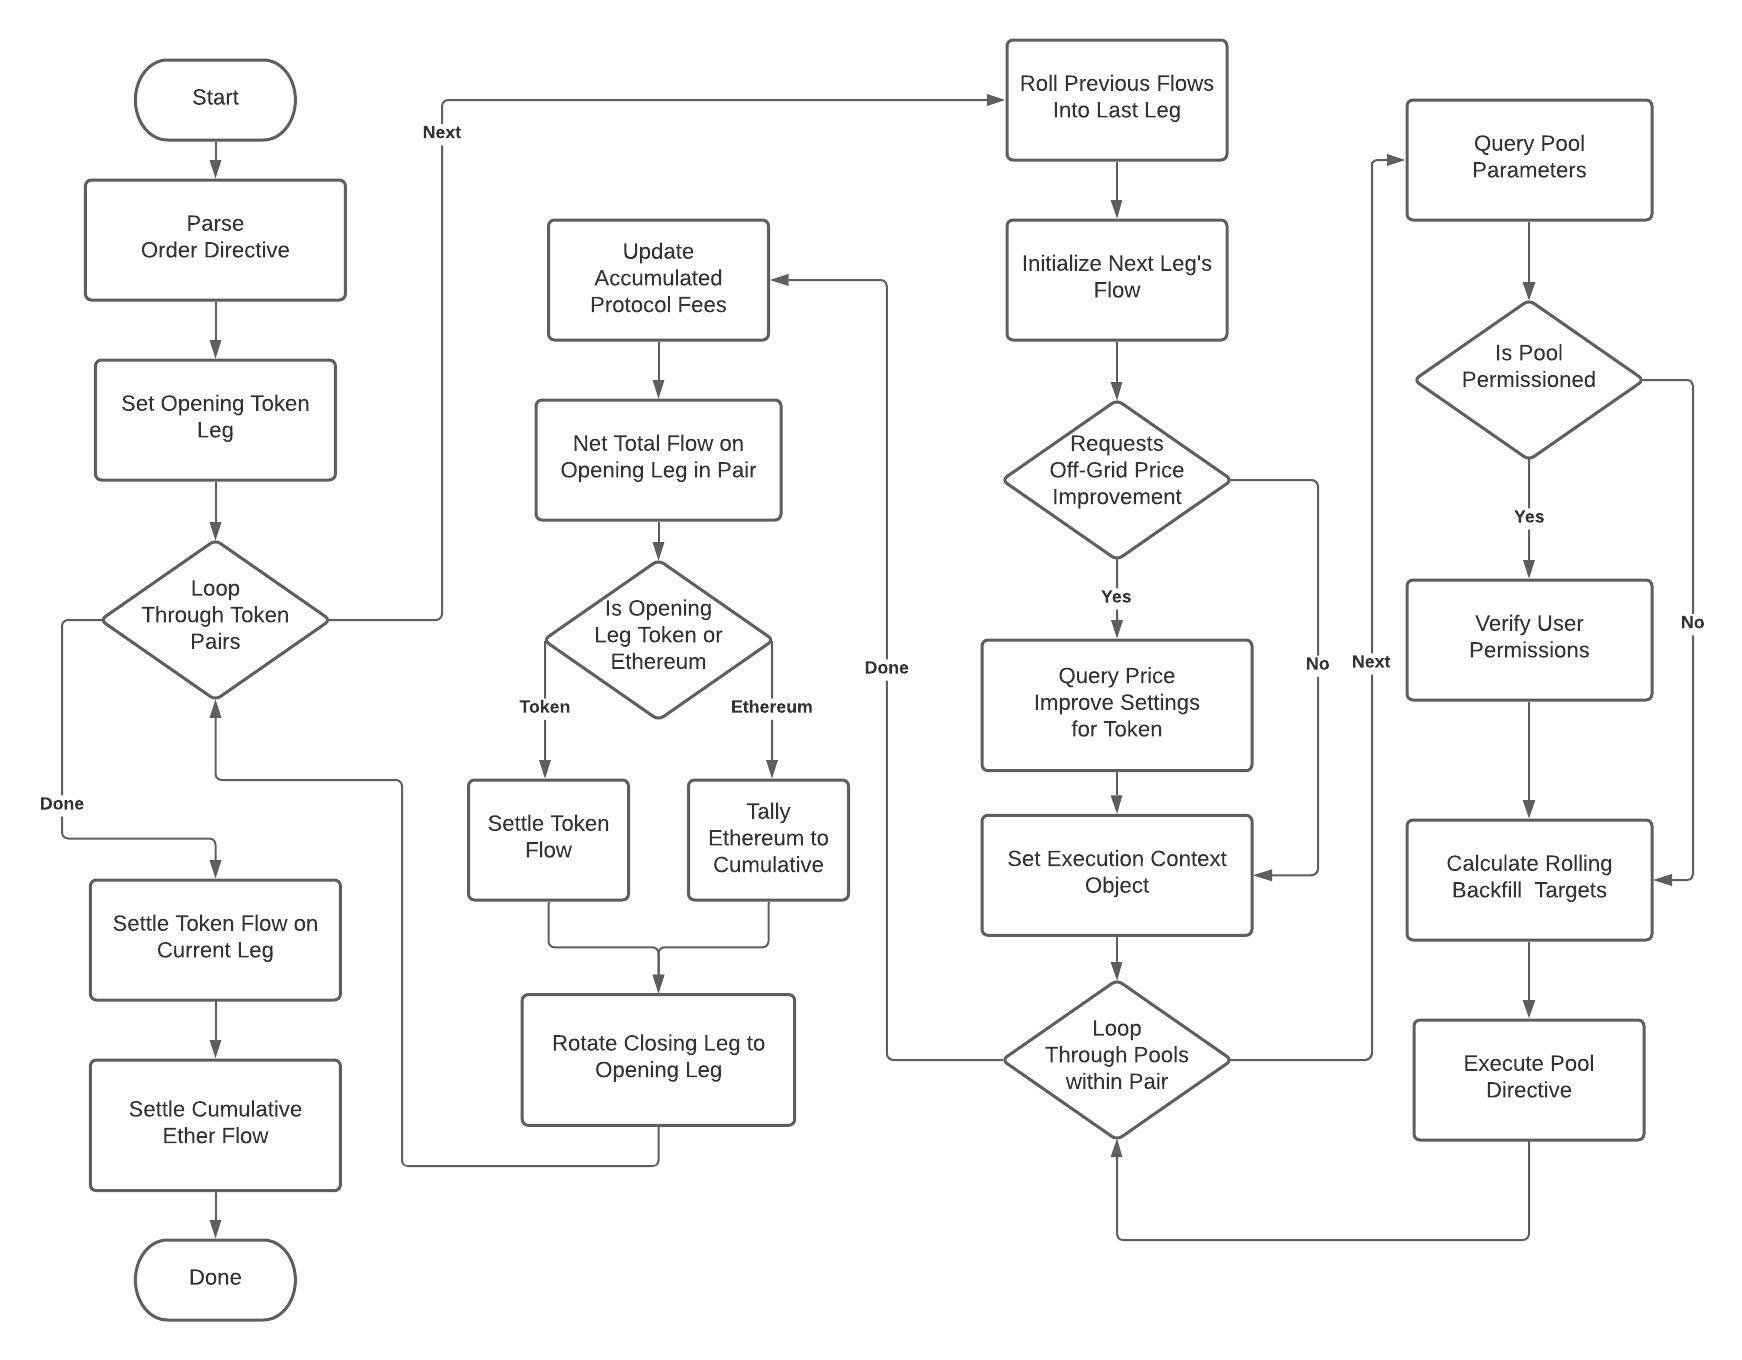 Start
Parse
Order Directive
Set Opening Token
Leg
Loop
Through Token
Pairs
Next
Done
Settle Token Flow on
Current Leg
Settle Cumulative
Ether Flow
Done
Update
Accumulated
Protocol Fees
Net Total Flow on
Opening Leg in Pair
Is Opening
Leg Token or
Ethereum
Token
Ethereum
Settle Token
Flow
Tally
Ethereum to
Cumulative
Rotate Closing Leg to
Opening Leg
Done
Roll Previous Flows
Into Last Leg
Initialize Next Leg's
Flow
Requests
Off-Grid Price
Improvement
Yes
No
Query Price
Improve Settings
for Token
Set Execution Context
Object
Loop
Through Pools
within Pair
Next
Query Pool
Parameters
Is Pool
Permissioned
Yes
No
Verify User
Permissions
Calculate Rolling
Backfill  Targets
Execute Pool
Directive